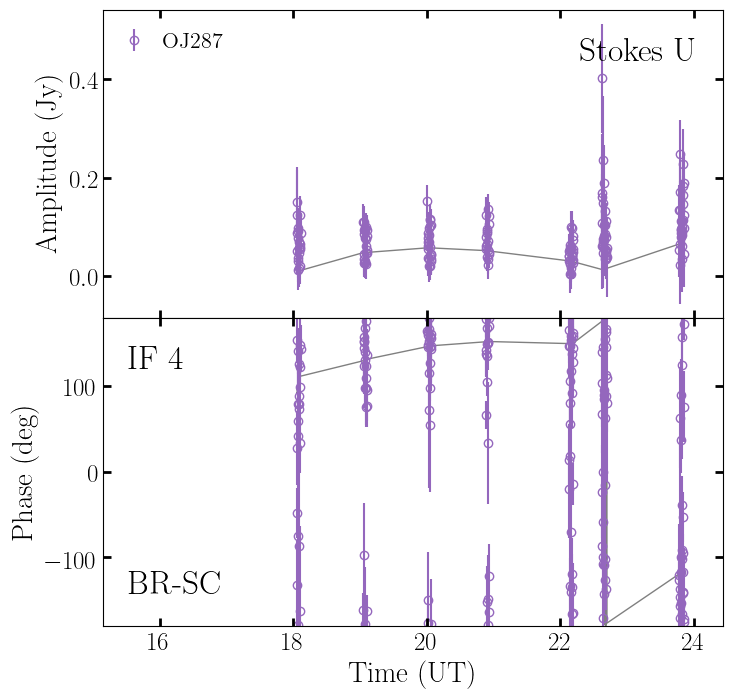 OJ287
Stokes U
Amplitude (Jy)
0.4
0.2
0.0
IF 4
BR-SC
Phase (deg)
100
0
−100
16
18
20
22
24
Time (UT)